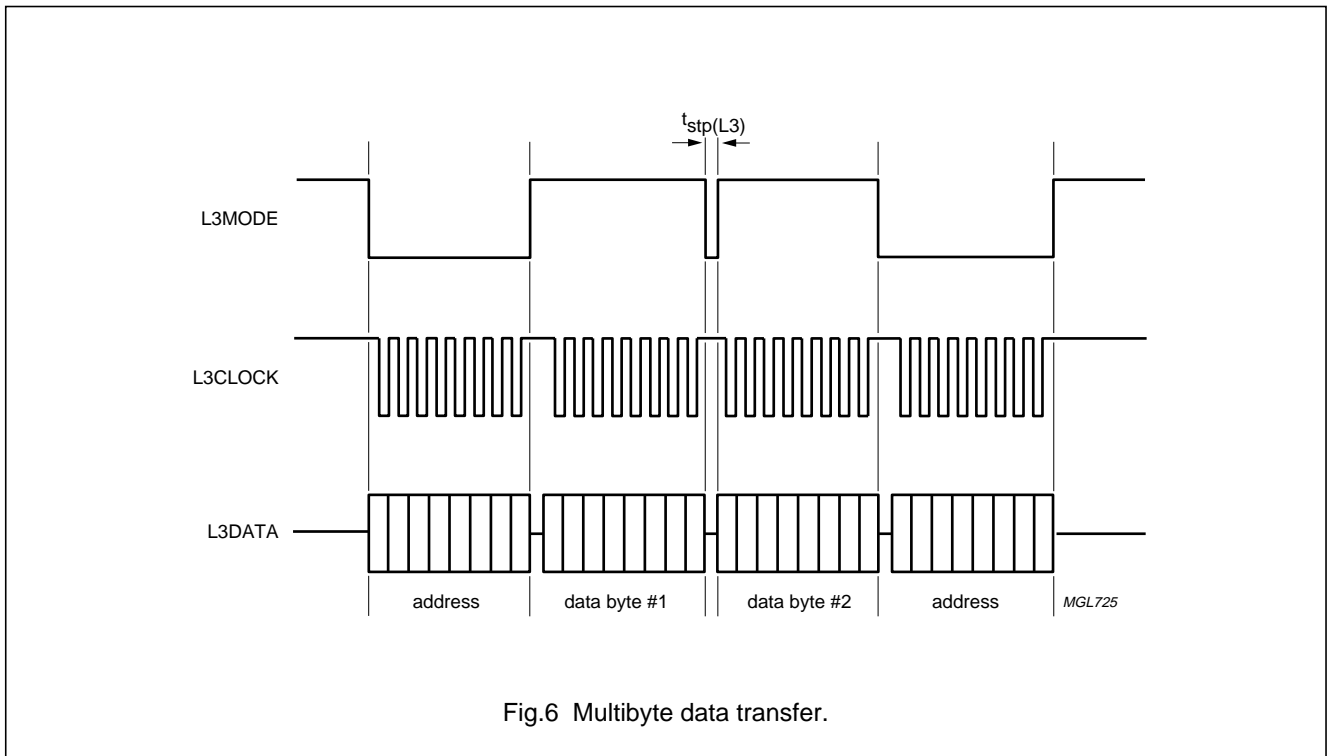 tstp(L3)
L3MODE
L3CLOCK
L3DATA
address
data byte #1
data byte #2
address
MGL725
Fig.6 Multibyte data transfer.